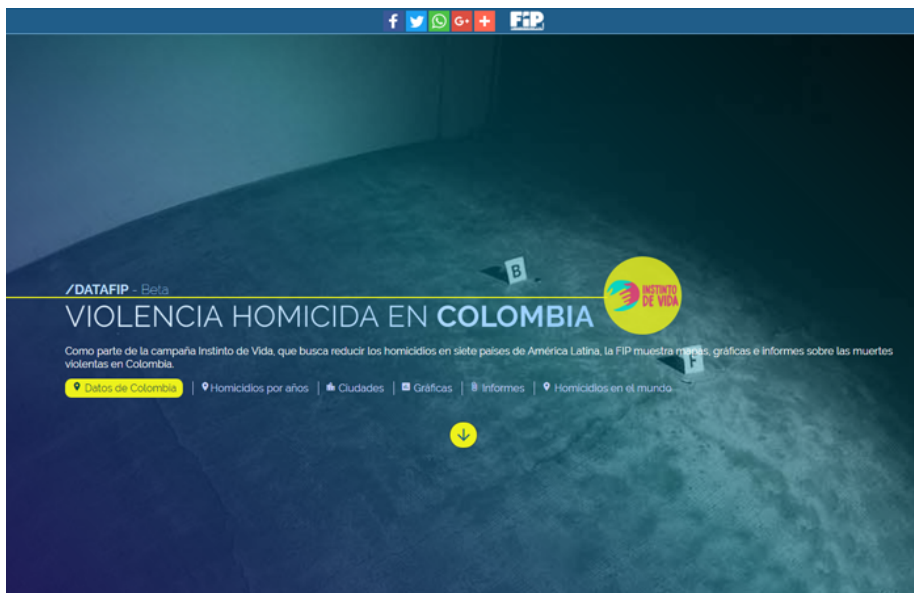 f G+ + FiP
/DATAFIP - Beta
B
INSTINTO
DE VIDA
VIOLENCIA HOMICIDA EN COLOMBIA
Como parte de la campaña Instinto de Vida, que busca reducir los homicidios en siete países de América Latina, la FIP muestra mapas, gráficas e informes sobre las muertes
violentas en Colombia.
F
Datos de Colombia | Homicidios por años | Ciudades | Gráficas | Informes | Homicidios en el mundo